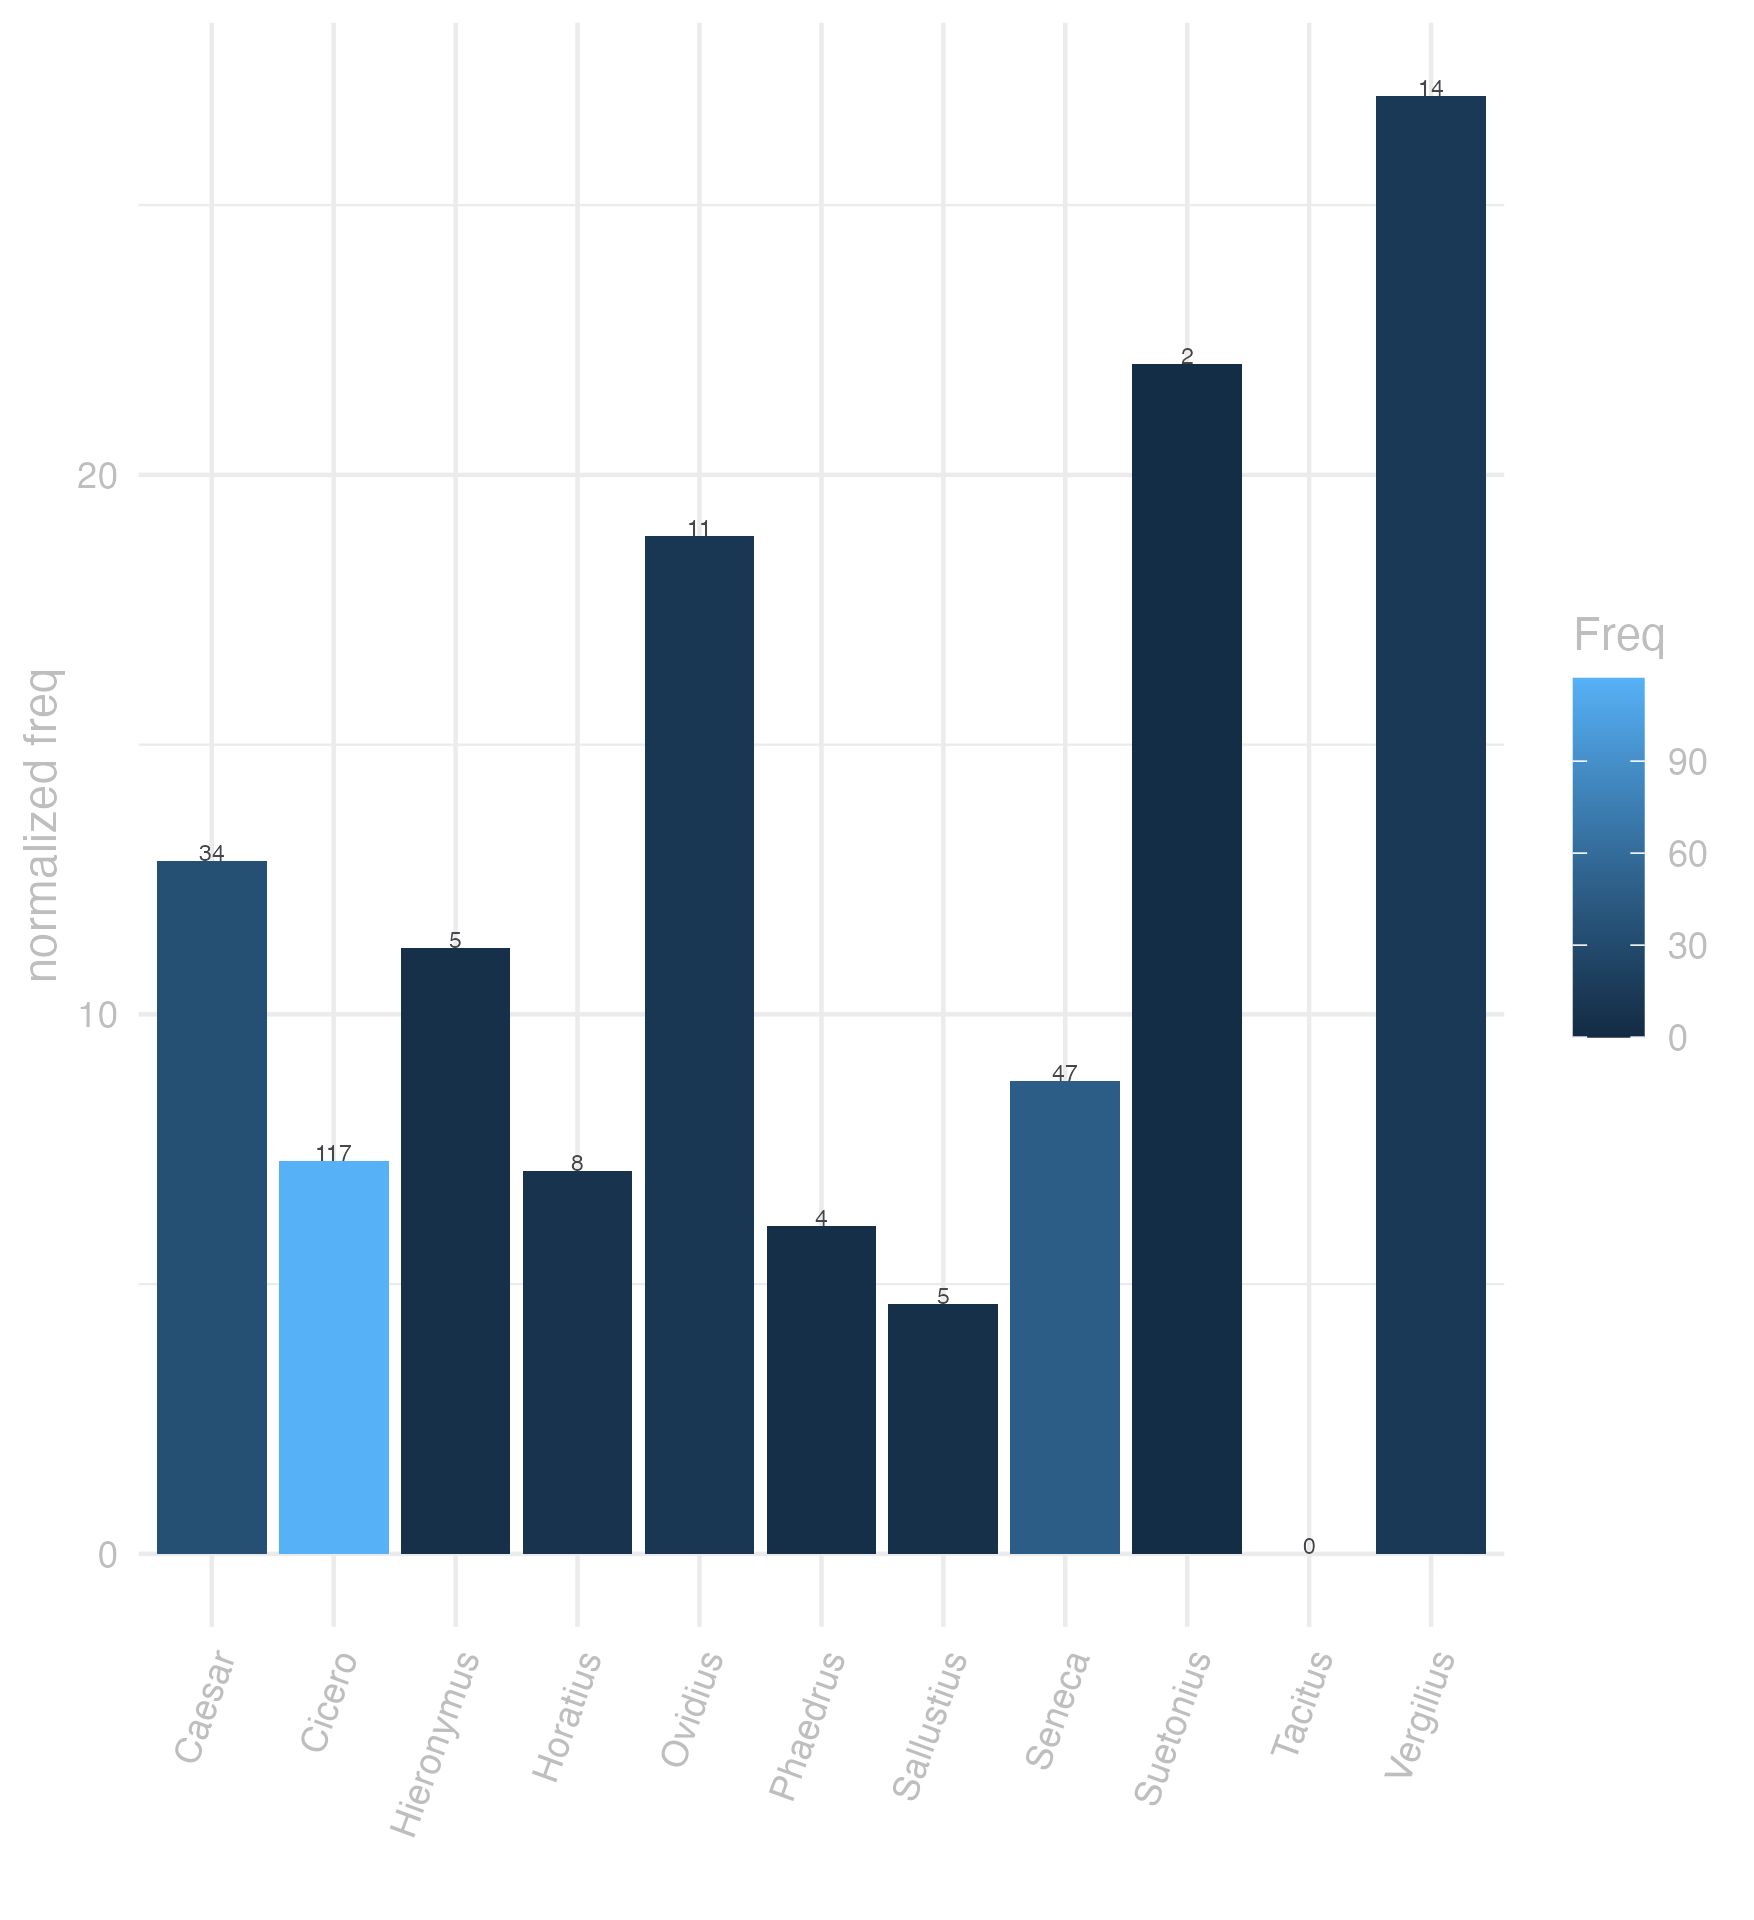 14
2
20
11
Freq
90
34
60
normalized freq
5
30
10
0
47
117
8
4
5
0
0
Caesar
Cicero
Hieronymus
Horatius
Ovidius
Phaedrus
Sallustius
Seneca
Suetonius
Tacitus
Vergilius